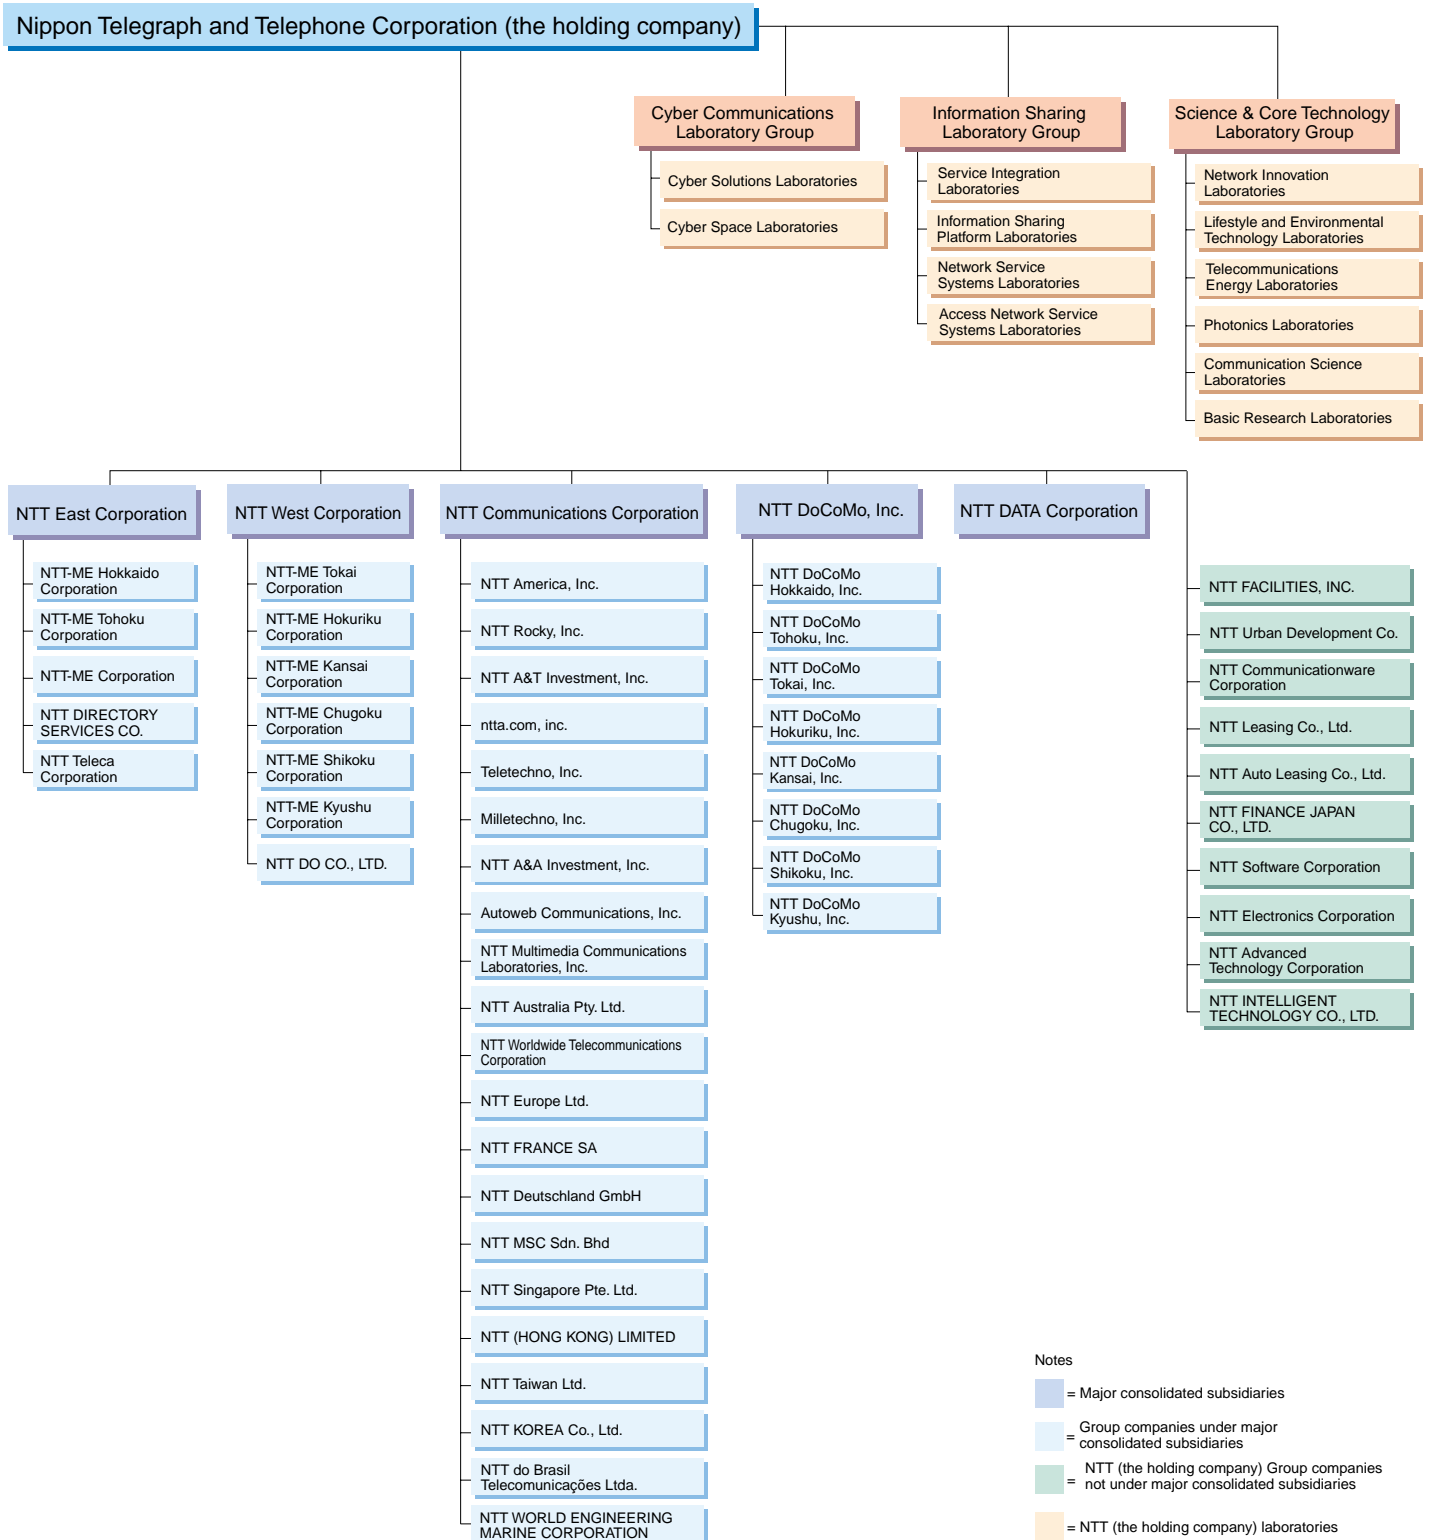 Nippon Telegraph and Telephone Corporation (the holding company)
Cyber Communications
Laboratory Group
Cyber Solutions Laboratories
Cyber Space Laboratories
Information Sharing
Laboratory Group
Service Integration
Laboratories
Information Sharing
Platform Laboratories
Network Service
Systems Laboratories
Access Network Service
Systems Laboratories
Science & Core Technology
Laboratory Group
Network Innovation
Laboratories
Lifestyle and Environmental
Technology Laboratories
Telecommunications
Energy Laboratories
Photonics Laboratories
Communication Science
Laboratories
Basic Research Laboratories
NTT East Corporation
NTT-ME Hokkaido
Corporation
NTT-ME Tohoku
Corporation
NTT-ME Corporation
NTT DIRECTORY
SERVICES CO.
NTT Teleca
Corporation
NTT West Corporation
NTT-ME Tokai
Corporation
NTT-ME Hokuriku
Corporation
NTT-ME Kansai
Corporation
NTT-ME Chugoku
Corporation
NTT-ME Shikoku
Corporation
NTT-ME Kyushu
Corporation
NTT DO CO., LTD.
NTT Communications Corporation
NTT America, Inc.
NTT Rocky, Inc.
NTT A&T Investment, Inc.
ntta.com, inc.
Teletechno, Inc.
Milletechno, Inc.
NTT A&A Investment, Inc.
Autoweb Communications, Inc.
NTT Multimedia Communications
Laboratories, Inc.
NTT Australia Pty. Ltd.
NTT Worldwide Telecommunications
Corporation
NTT Europe Ltd.
NTT FRANCE SA
NTT Deutschland GmbH
NTT MSC Sdn. Bhd
NTT Singapore Pte. Ltd.
NTT (HONG KONG) LIMITED
NTT Taiwan Ltd.
NTT KOREA Co., Ltd.
NTT do Brasil
Telecomunicações Ltda.
NTT WORLD ENGINEERING
MARINE CORPORATION
NTT DoCoMo, Inc.
NTT DoCoMo
Hokkaido, Inc.
NTT DoCoMo
Tohoku, Inc.
NTT DoCoMo
Tokai, Inc.
NTT DoCoMo
Hokuriku, Inc.
NTT DoCoMo
Kansai, Inc.
NTT DoCoMo
Chugoku, Inc.
NTT DoCoMo
Shikoku, Inc.
NTT DoCoMo
Kyushu, Inc.
NTT DATA Corporation
NTT FACILITIES, INC.
NTT Urban Development Co.
NTT Communicationware
Corporation
NTT Leasing Co., Ltd.
NTT Auto Leasing Co., Ltd.
NTT FINANCE JAPAN
CO., LTD.
NTT Software Corporation
NTT Electronics Corporation
NTT Advanced
Technology Corporation
NTT INTELLIGENT
TECHNOLOGY CO., LTD.
Notes
= Major consolidated subsidiaries
= Group companies under major
consolidated subsidiaries
= NTT (the holding company) Group companies
not under major consolidated subsidiaries
= NTT (the holding company) laboratories